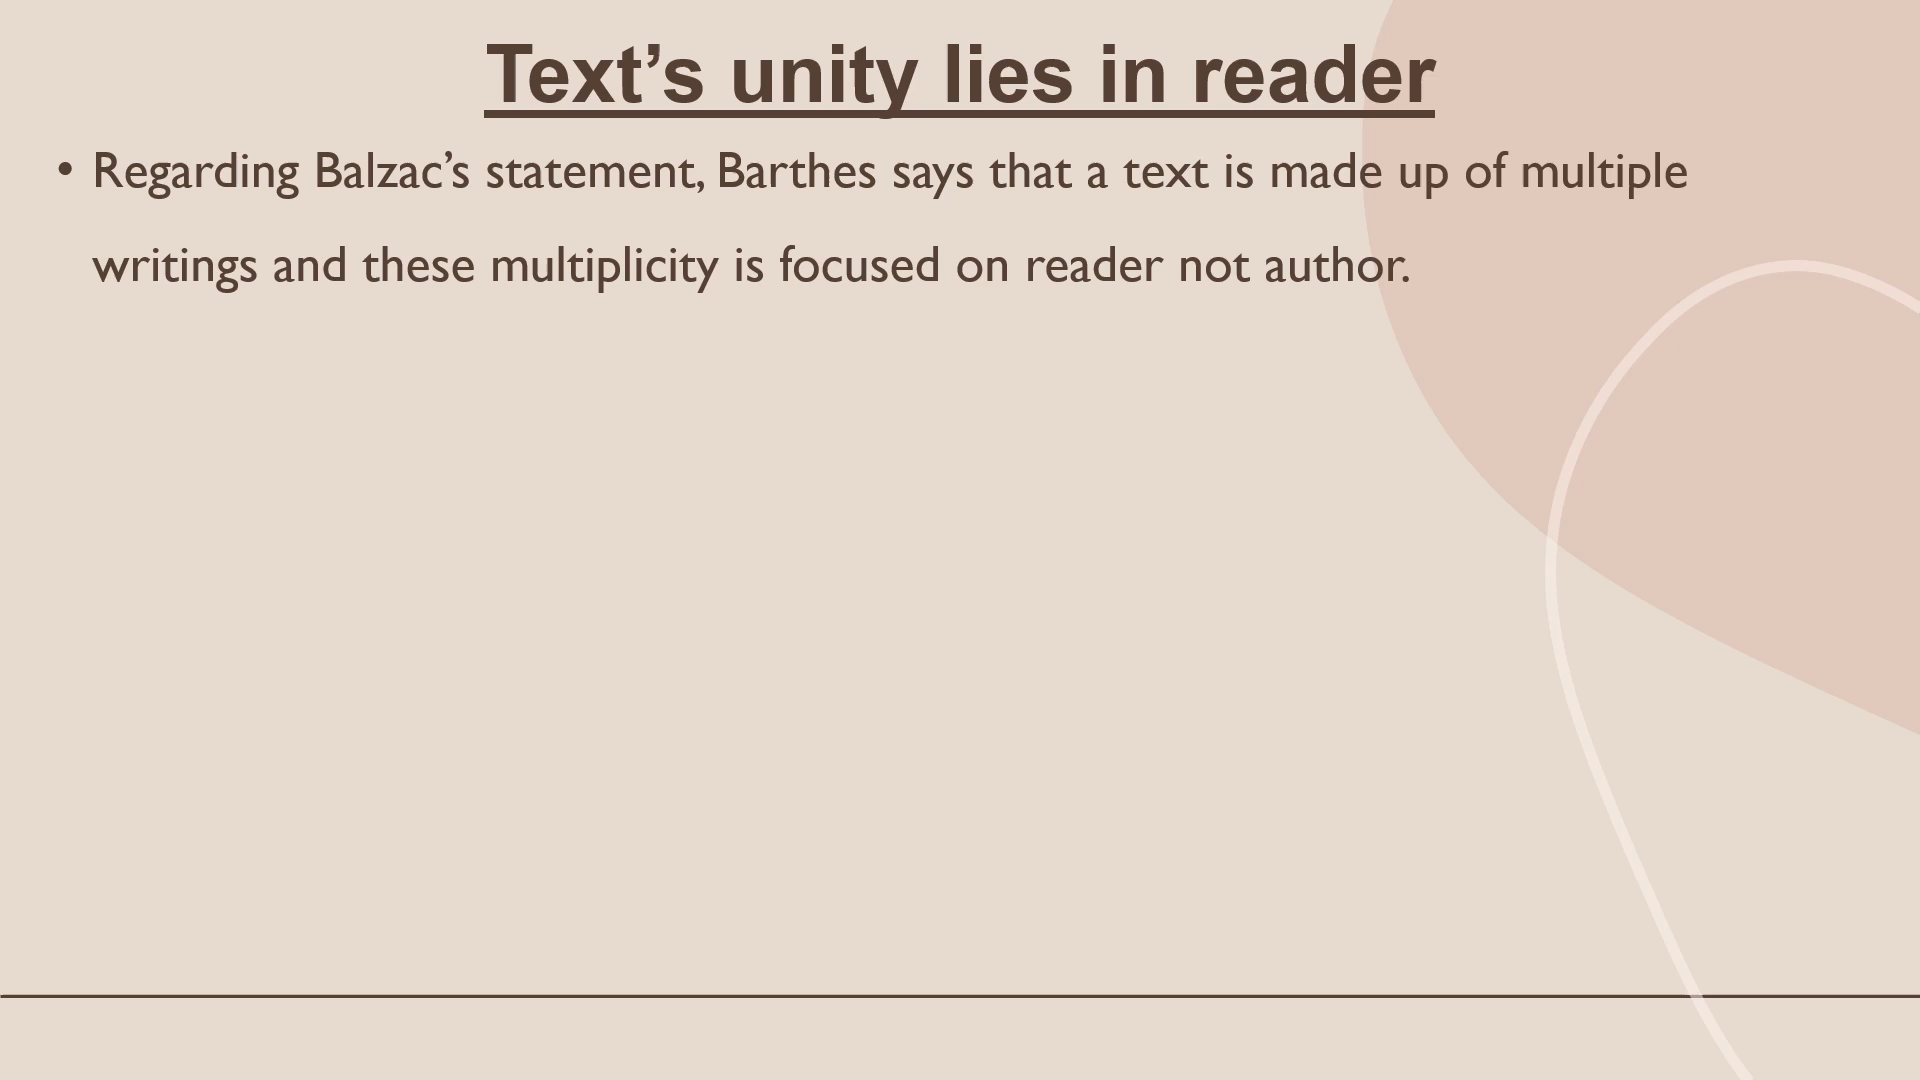 Text’s unity lies in reader
• Regarding Balzac’s statement, Barthes says that a text is made up of multiple
writings and these multiplicity is focused on reader not author.